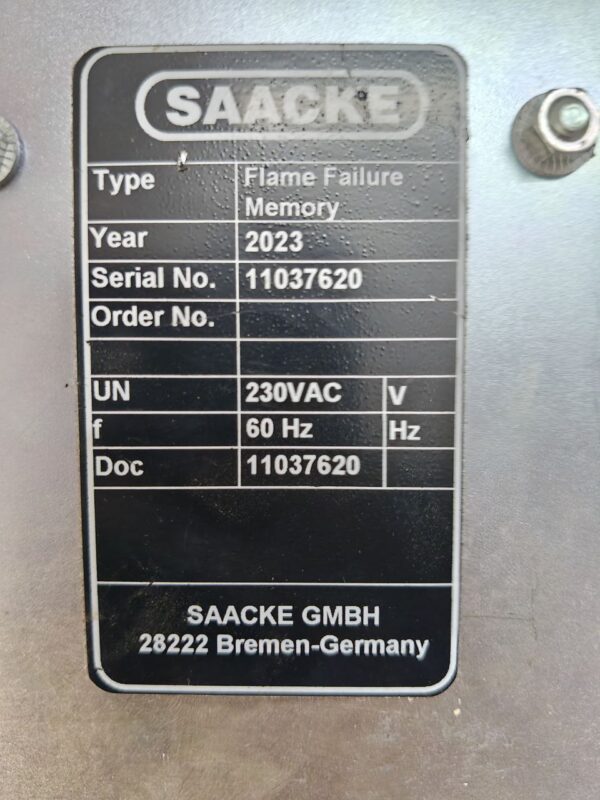 SAACKE
Type Flame Failure
Memory
Year 2023
Serial No. 11037620
Order No.
UN 230VAC V
f 60 Hz Hz
Doc 11037620
SAACKE GMBH
28222 Bremen-Germany